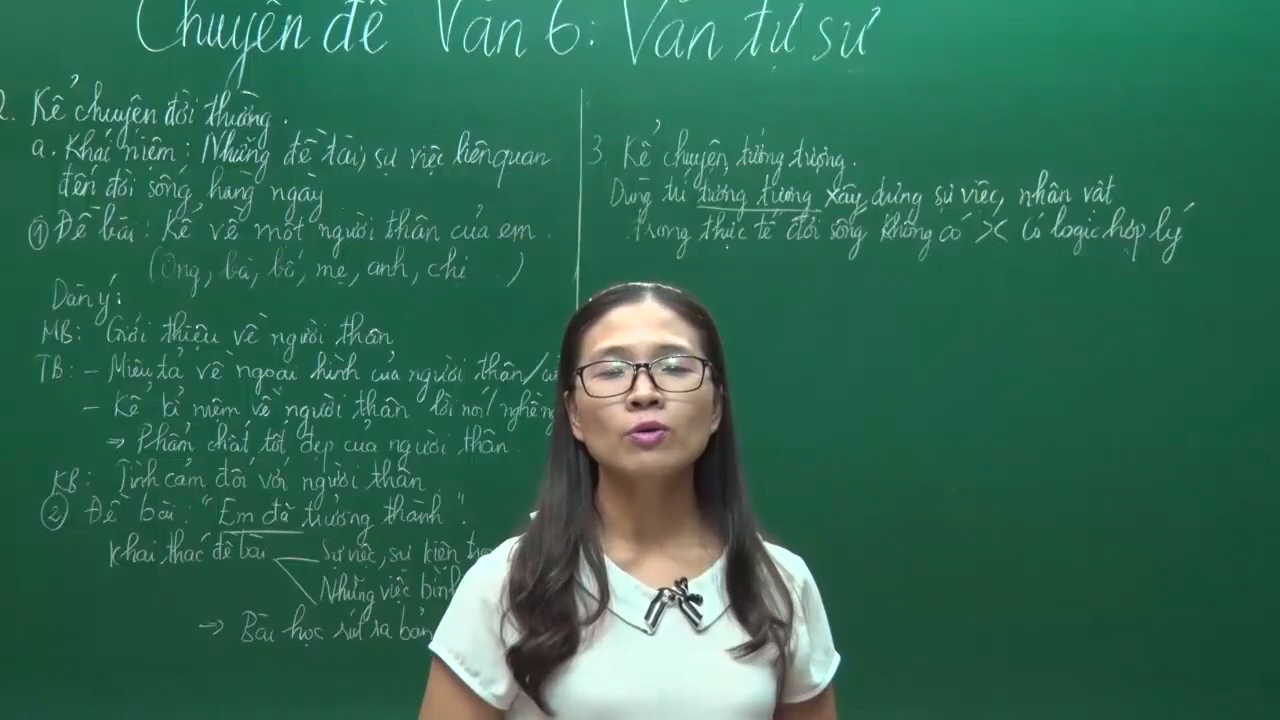 Chuyên đề Văn 6: Văn tự sự
2. Kể chuyện đời thường.
a. Khái niệm: Những đề tài, sự việc liên quan
đến đời sống hàng ngày
① Đề bài: Kể về một người thân của em.
(Ông, bà, bố, mẹ, anh, chị )
Dàn ý:
MB: Giới thiệu về người thân
TB: - Miêu tả về ngoại hình của người thân/
- Kể kỉ niệm về người thân lời nói/
⇒ Phẩm chất tốt đẹp của người thân
KB: Tình cảm đối với người thân
② Đề bài: "Em đã trưởng thành".
Khai thác đề bài
Sự việc, sự kiện
Những việc
→ Bài học rút ra
3. Kể chuyện tưởng tượng.
Dùng trí tưởng tượng xây dựng sự việc, nhân vật
trong thực tế đời sống không có >< có logic hợp lý